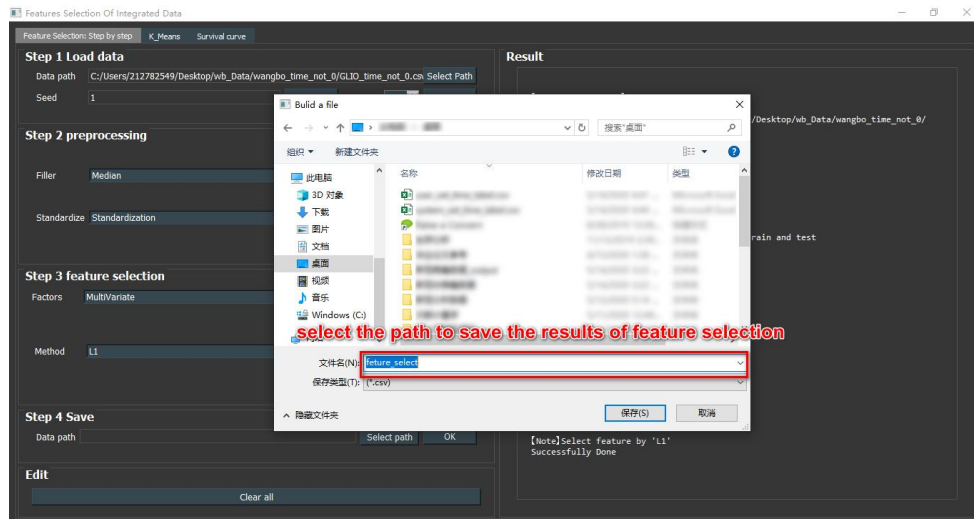 Features Selection Of Integrated Data
Feature Selection: Step by step K_Means Survival curve
Step 1 Load data
Data path C:/Users/212782549/Desktop/wb_Data/wangbo_time_not_0/GLIO_time_not_0.csv Select Path
Seed 1
Step 2 preprocessing
Filler Median
Standardize Standardization
Step 3 feature selection
Factors MultiVariate
Method L1
Step 4 Save
Data path Select path OK
Edit
Clear all
Bulid a file
搜索"桌面"
组织 新建文件夹
名称 修改日期 类型
此电脑
3D 对象
下载
图片
文档
桌面
视频
音乐
Windows (C:)
select the path to save the results of feature selection
文件名(N): feture_select
保存类型(T): (*.csv)
隐藏文件夹 保存(S) 取消
Result
/Desktop/wb_Data/wangbo_time_not_0/
rain and test
【Note】Select feature by 'L1'
Successfully Done